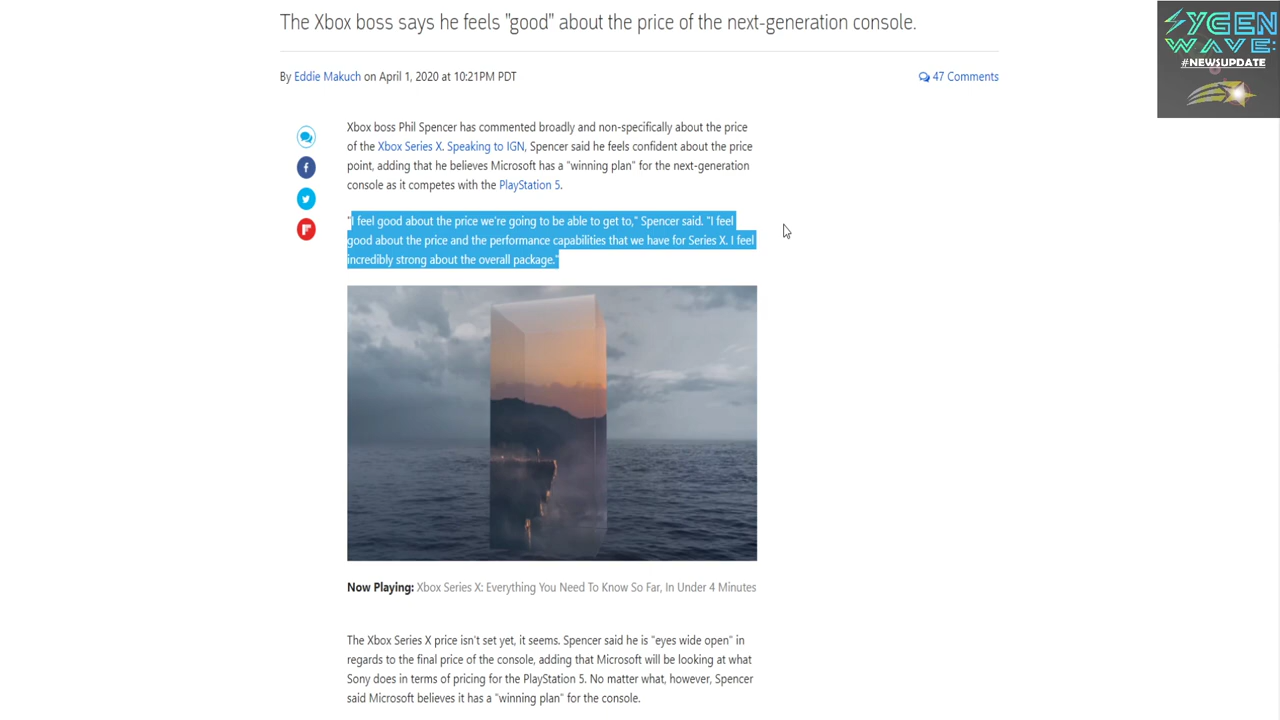 The Xbox boss says he feels "good" about the price of the next-generation console.
SYGEN
WAVE:
#NEWSUPDATE
By Eddie Makuch on April 1, 2020 at 10:21PM PDT
47 Comments
Xbox boss Phil Spencer has commented broadly and non-specifically about the price
of the Xbox Series X. Speaking to IGN, Spencer said he feels confident about the price
point, adding that he believes Microsoft has a "winning plan" for the next-generation
console as it competes with the PlayStation 5.
"I feel good about the price we're going to be able to get to," Spencer said. "I feel
good about the price and the performance capabilities that we have for Series X. I feel
incredibly strong about the overall package."
Now Playing: Xbox Series X: Everything You Need To Know So Far, In Under 4 Minutes
The Xbox Series X price isn't set yet, it seems. Spencer said he is "eyes wide open" in
regards to the final price of the console, adding that Microsoft will be looking at what
Sony does in terms of pricing for the PlayStation 5. No matter what, however, Spencer
said Microsoft believes it has a "winning plan" for the console.